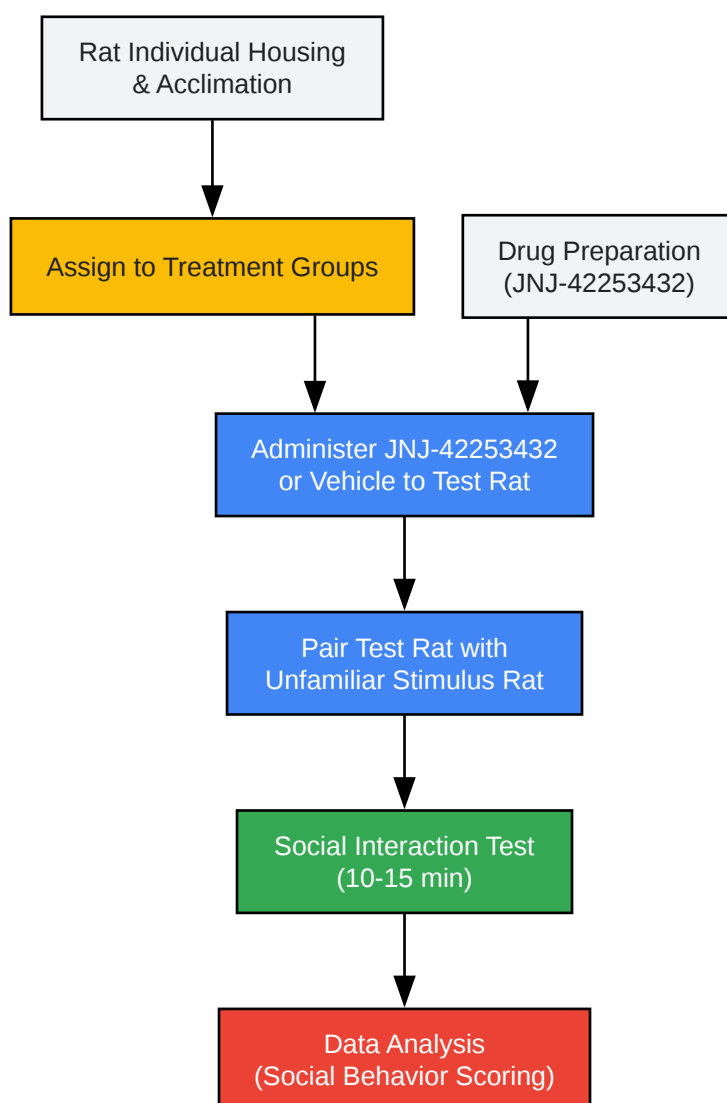 Rat Individual Housing
& Acclimation
Assign to Treatment Groups
Drug Preparation
(JNJ-42253432)
Administer JNJ-42253432
or Vehicle to Test Rat
Pair Test Rat with
Unfamiliar Stimulus Rat
Social Interaction Test
(10-15 min)
Data Analysis
(Social Behavior Scoring)